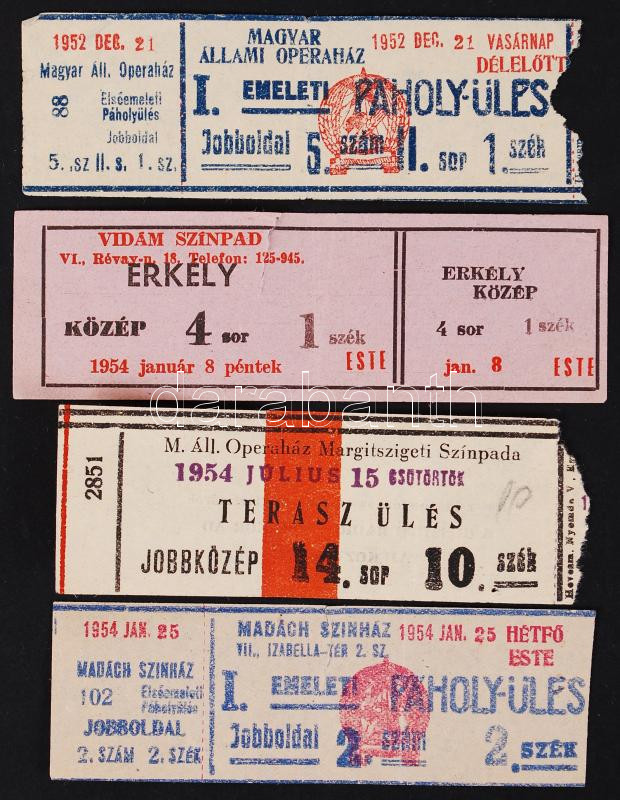 1952 DEC. 21
Magyar Áll. Operaház
88
Elsőemeleti
Páholyülés
Jobboldal
5. sz II. s. 1. sz.
MAGYAR
ÁLLAMI OPERAHÁZ
1952 DEC. 21 VASÁRNAP
DÉLELŐTT
I. EMELETI PÁHOLY-ÜLÉS
Jobboldal 5. szám II. sor 1. szék
VIDÁM SZÍNPAD
VI., Révay-u. 18. Telefon: 125-945.
ERKÉLY
KÖZÉP 4 sor 1 szék
1954 január 8 péntek ESTE
ERKÉLY
KÖZÉP
4 sor 1 szék
jan. 8 ESTE
2851
M. Áll. Operaház Margitszigeti Színpada
1954 JÚLIUS 15 CSÜTÖRTÖK
TERASZ ÜLÉS
10
JOBBKÖZÉP 14. sor 10. szék
Hevesm. Nyomda V. Eg
1954 JAN. 25
MADÁCH SZINHÁZ
102
Elsőemeleti
Páholyülés
JOBBOLDAL
2. SZÁM 2. SZÉK
MADÁCH SZINHÁZ
VII., IZABELLA-TÉR 2. SZ.
1954 JAN. 25 HÉTFŐ
ESTE
I. EMELETI PÁHOLY-ÜLÉS
Jobboldal 2. szám 2. SZÉK
darabanth